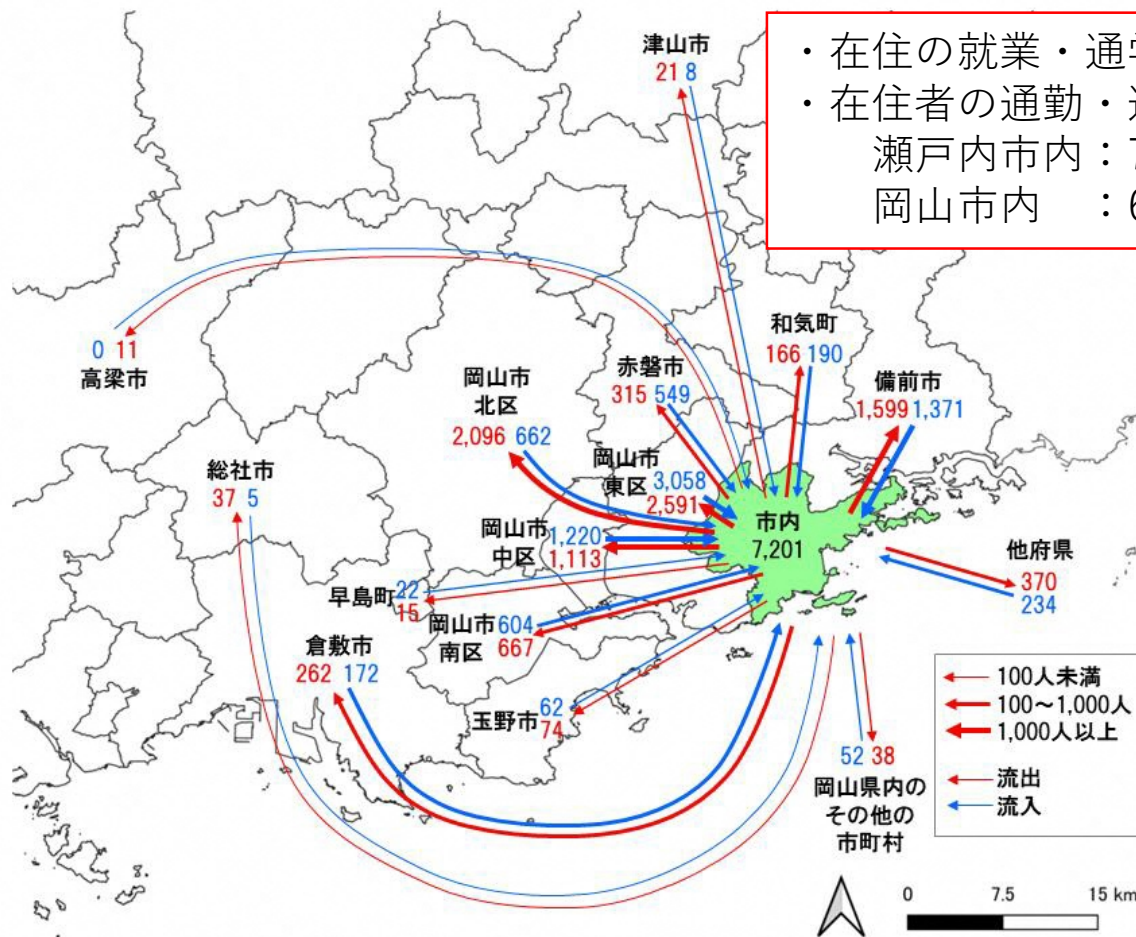 ・在住の就業・通
・在住者の通勤・
瀬戸内市内：
岡山市内　：
津山市
21 8
和気町
166 190
赤磐市
315 549
備前市
1,599 1,371
0 11
高梁市
岡山市
北区
2,096 662
岡山市
東区
3,058
2,591
総社市
37 5
市内
7,201
岡山市
中区
1,220
1,113
他府県
370
234
早島町
22
15
岡山市
南区
604
667
倉敷市
262 172
玉野市
62
74
52 38
岡山県内の
その他の
市町村
100人未満
100～1,000人
1,000人以上
流出
流入
0 7.5 15 km